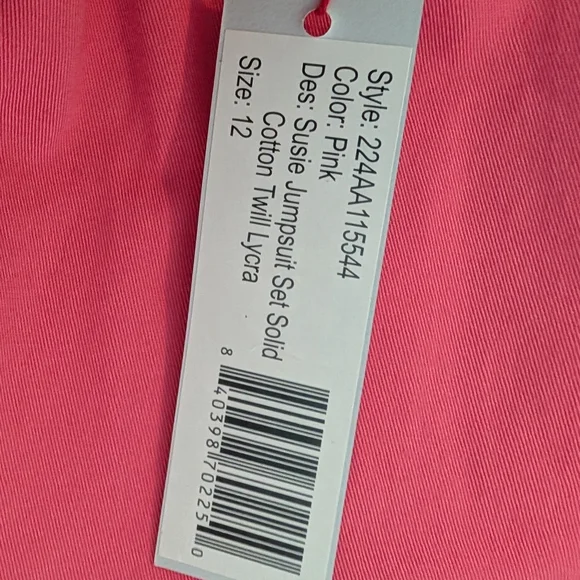 Style: 224AA115544
Color: Pink
Des: Susie Jumpsuit Set Solid
Cotton Twill Lycra
Size: 12
8 40398 70225 0